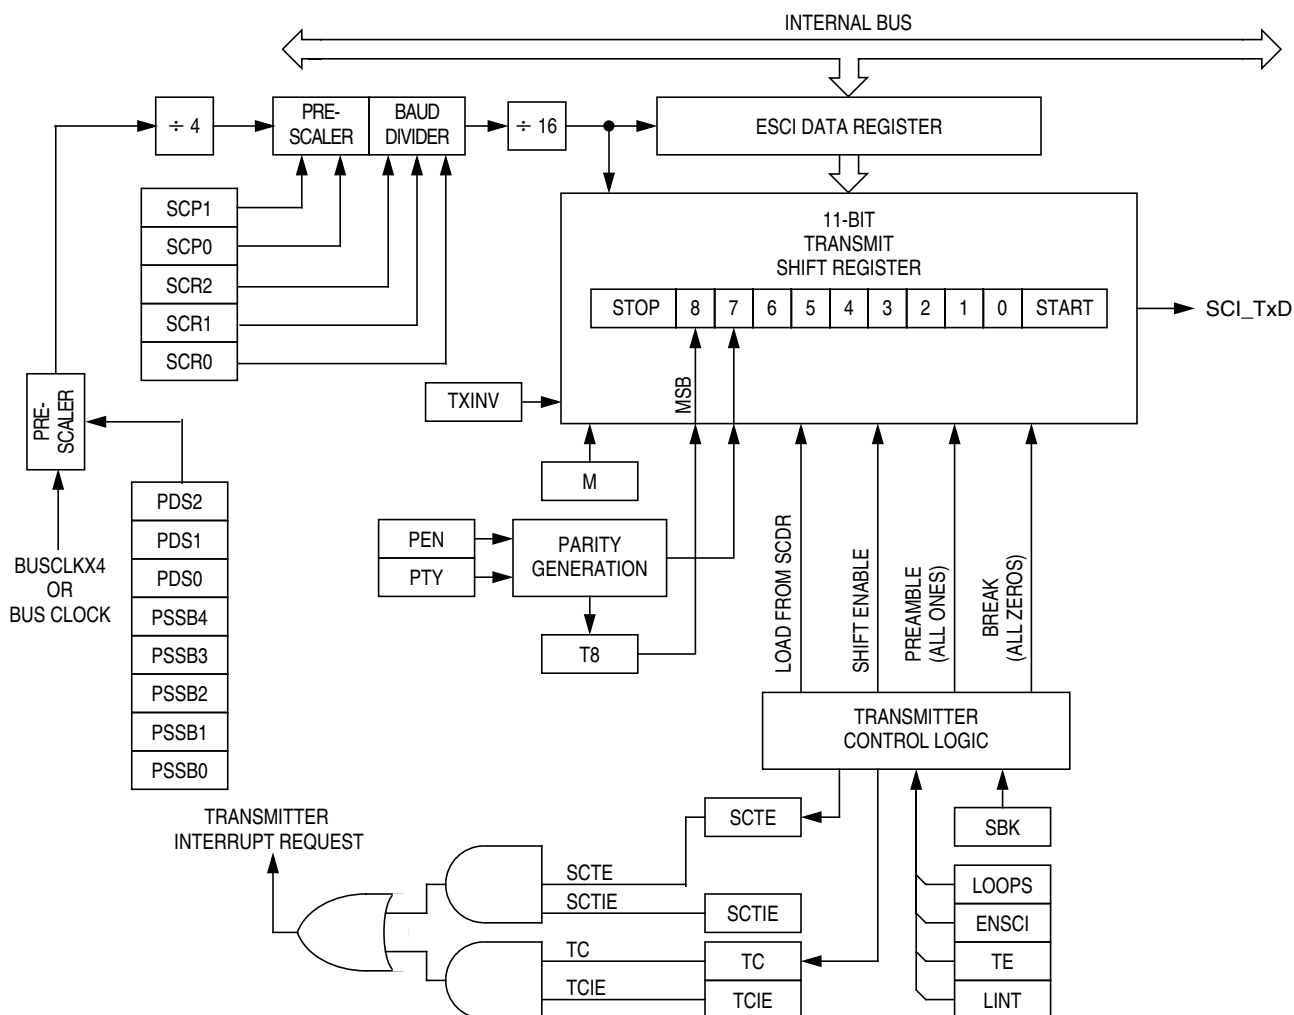 INTERNAL BUS
÷ 4
PRE-
SCALER
BAUD
DIVIDER
÷ 16
ESCI DATA REGISTER
SCP1
SCP0
SCR2
SCR1
SCR0
11-BIT
TRANSMIT
SHIFT REGISTER
STOP 8 7 6 5 4 3 2 1 0 START
SCI_TxD
PRE-
SCALER
TXINV
MSB
M
BUSCLKX4
OR
BUS CLOCK
PDS2
PDS1
PDS0
PSSB4
PSSB3
PSSB2
PSSB1
PSSB0
PEN
PTY
PARITY
GENERATION
T8
LOAD FROM SCDR
SHIFT ENABLE
PREAMBLE
(ALL ONES)
BREAK
(ALL ZEROS)
TRANSMITTER
CONTROL LOGIC
TRANSMITTER
INTERRUPT REQUEST
SCTE
SBK
SCTE
SCTIE
SCTIE
TC
TC
TCIE
TCIE
LOOPS
ENSCI
TE
LINT